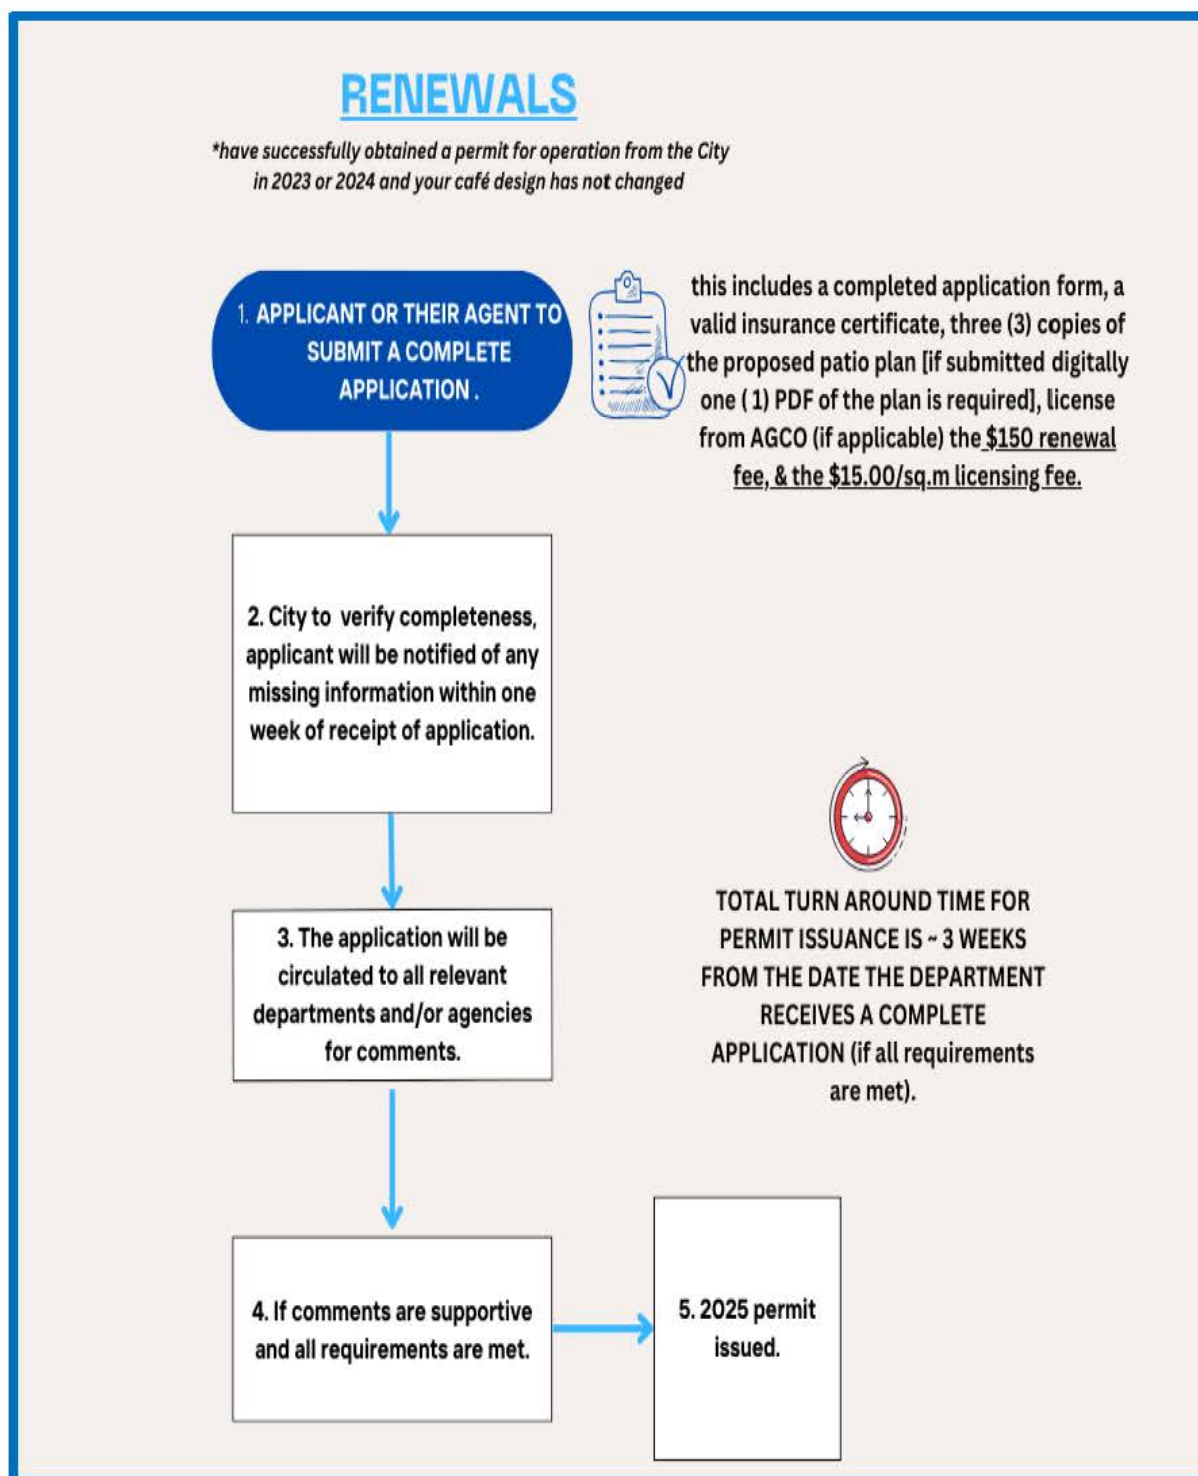 RENEWALS
*have successfully obtained a permit for operation from the City
in 2023 or 2024 and your café design has not changed
1. APPLICANT OR THEIR AGENT TO
SUBMIT A COMPLETE
APPLICATION .
this includes a completed application form, a
valid insurance certificate, three (3) copies of
the proposed patio plan [if submitted digitally
one ( 1) PDF of the plan is required], license
from AGCO (if applicable) the $150 renewal
fee, & the $15.00/sq.m licensing fee.
2. City to verify completeness,
applicant will be notified of any
missing information within one
week of receipt of application.
3. The application will be
circulated to all relevant
departments and/or agencies
for comments.
TOTAL TURN AROUND TIME FOR
PERMIT ISSUANCE IS ~ 3 WEEKS
FROM THE DATE THE DEPARTMENT
RECEIVES A COMPLETE
APPLICATION (if all requirements
are met).
4. If comments are supportive
and all requirements are met.
5. 2025 permit
issued.